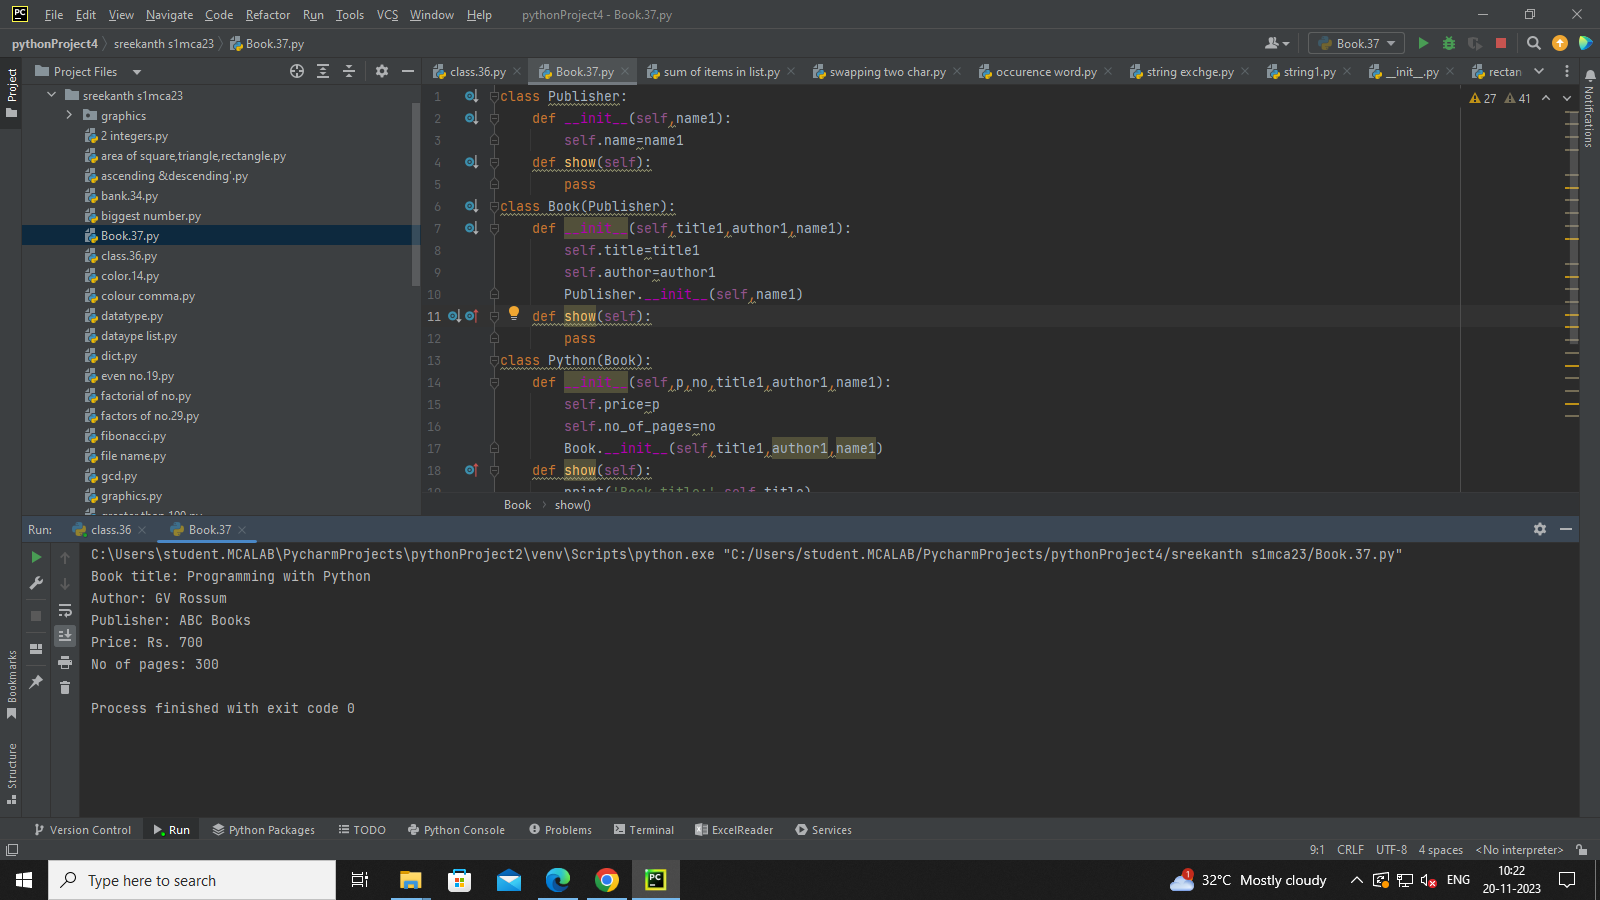 PC File Edit View Navigate Code Refactor Run Tools VCS Window Help pythonProject4 - Book.37.py
pythonProject4 sreekanth s1mca23 Book.37.py Book.37
Project
Project Files
sreekanth s1mca23
graphics
2 integers.py
area of square,triangle,rectangle.py
ascending &descending'.py
bank.34.py
biggest number.py
Book.37.py
class.36.py
color.14.py
colour comma.py
datatype.py
dataype list.py
dict.py
even no.19.py
factorial of no.py
factors of no.29.py
fibonacci.py
file name.py
gcd.py
graphics.py
greater than 100.py
class.36.py Book.37.py sum of items in list.py swapping two char.py occurence word.py string exchge.py string1.py __init__.py rectan
27 41
Notifications
1 class Publisher:
2 def __init__(self,name1):
3 self.name=name1
4 def show(self):
5 pass
6 class Book(Publisher):
7 def __init__(self,title1,author1,name1):
8 self.title=title1
9 self.author=author1
10 Publisher.__init__(self,name1)
11 def show(self):
12 pass
13 class Python(Book):
14 def __init__(self,p,no,title1,author1,name1):
15 self.price=p
16 self.no_of_pages=no
17 Book.__init__(self,title1,author1,name1)
18 def show(self):
19 print('Book title:',self.title)
Book show()
Run: class.36 Book.37
C:\Users\student.MCALAB\PycharmProjects\pythonProject2\venv\Scripts\python.exe "C:/Users/student.MCALAB/PycharmProjects/pythonProject4/sreekanth s1mca23/Book.37.py"
Book title: Programming with Python
Author: GV Rossum
Publisher: ABC Books
Price: Rs. 700
No of pages: 300
Process finished with exit code 0
Bookmarks
Structure
Version Control Run Python Packages TODO Python Console Problems Terminal ExcelReader Services
9:1 CRLF UTF-8 4 spaces <No interpreter>
Type here to search PC 1 32°C Mostly cloudy ENG 10:22
20-11-2023